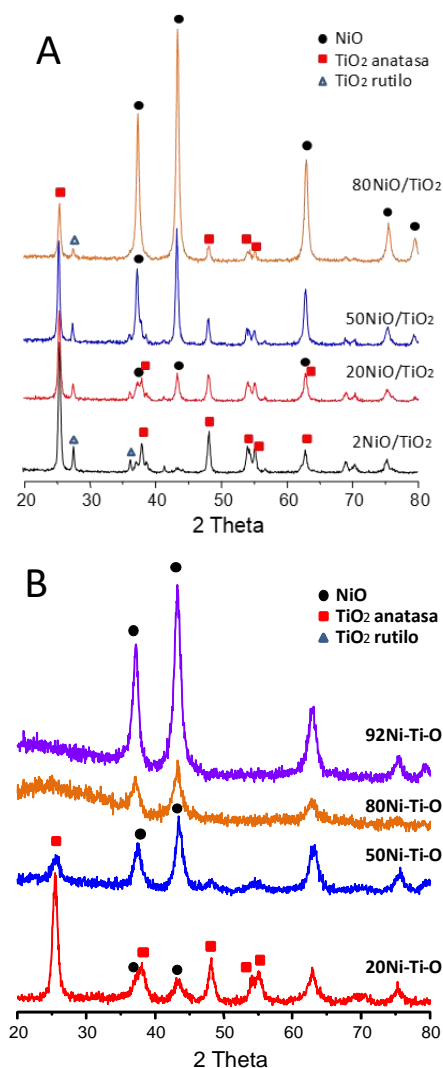 A
NiO
TiO2 anatasa
TiO2 rutilo
80NiO/TiO2
50NiO/TiO2
20NiO/TiO2
2NiO/TiO2
20 30 40 50 60 70 80
2 Theta
B
NiO
TiO2 anatasa
TiO2 rutilo
92Ni-Ti-O
80Ni-Ti-O
50Ni-Ti-O
20Ni-Ti-O
20 30 40 50 60 70 80
2 Theta